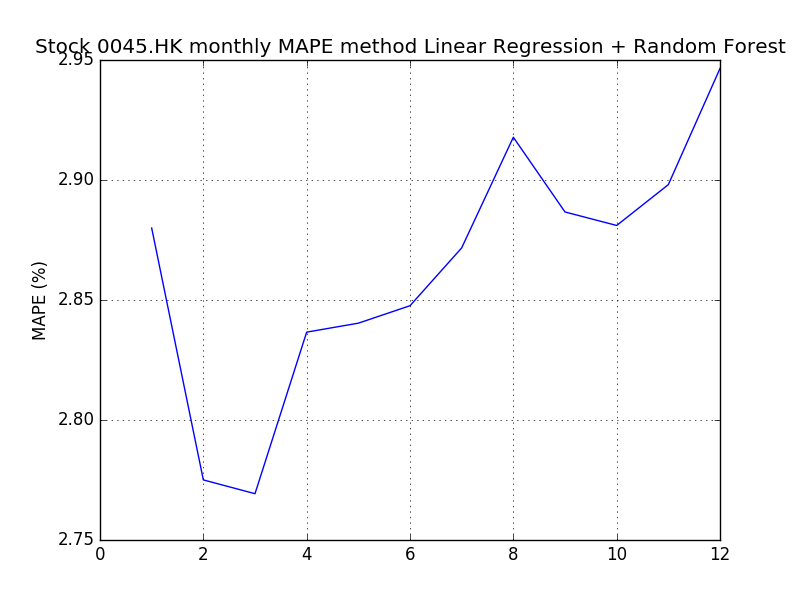 Stock 0045.HK monthly MAPE method Linear Regression + Random Forest
2.95
2.90
2.85
2.80
2.75
MAPE (%)
0 2 4 6 8 10 12